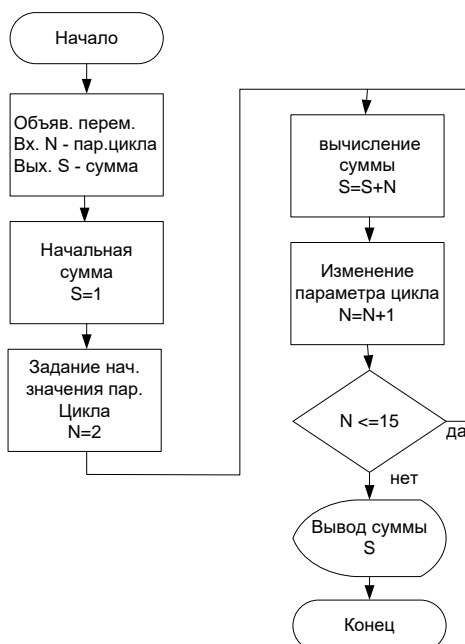 Начало
Объяв. перем.
Вх. N - пар.цикла
Вых. S - сумма
Начальная
сумма
S=1
Задание нач.
значения пар.
Цикла
N=2
вычисление
суммы
S=S+N
Изменение
параметра цикла
N=N+1
N <=15
да
нет
Вывод суммы
S
Конец